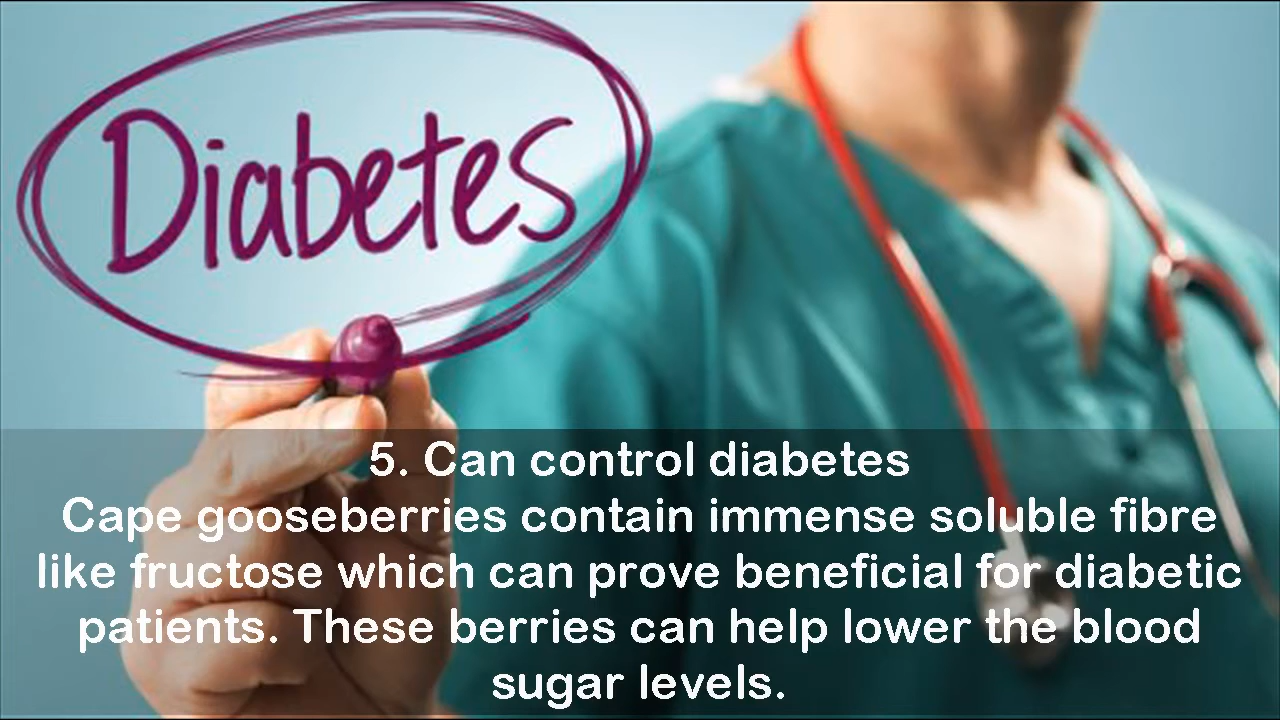 Diabetes
5. Can control diabetes
Cape gooseberries contain immense soluble fibre
like fructose which can prove beneficial for diabetic
patients. These berries can help lower the blood
sugar levels.